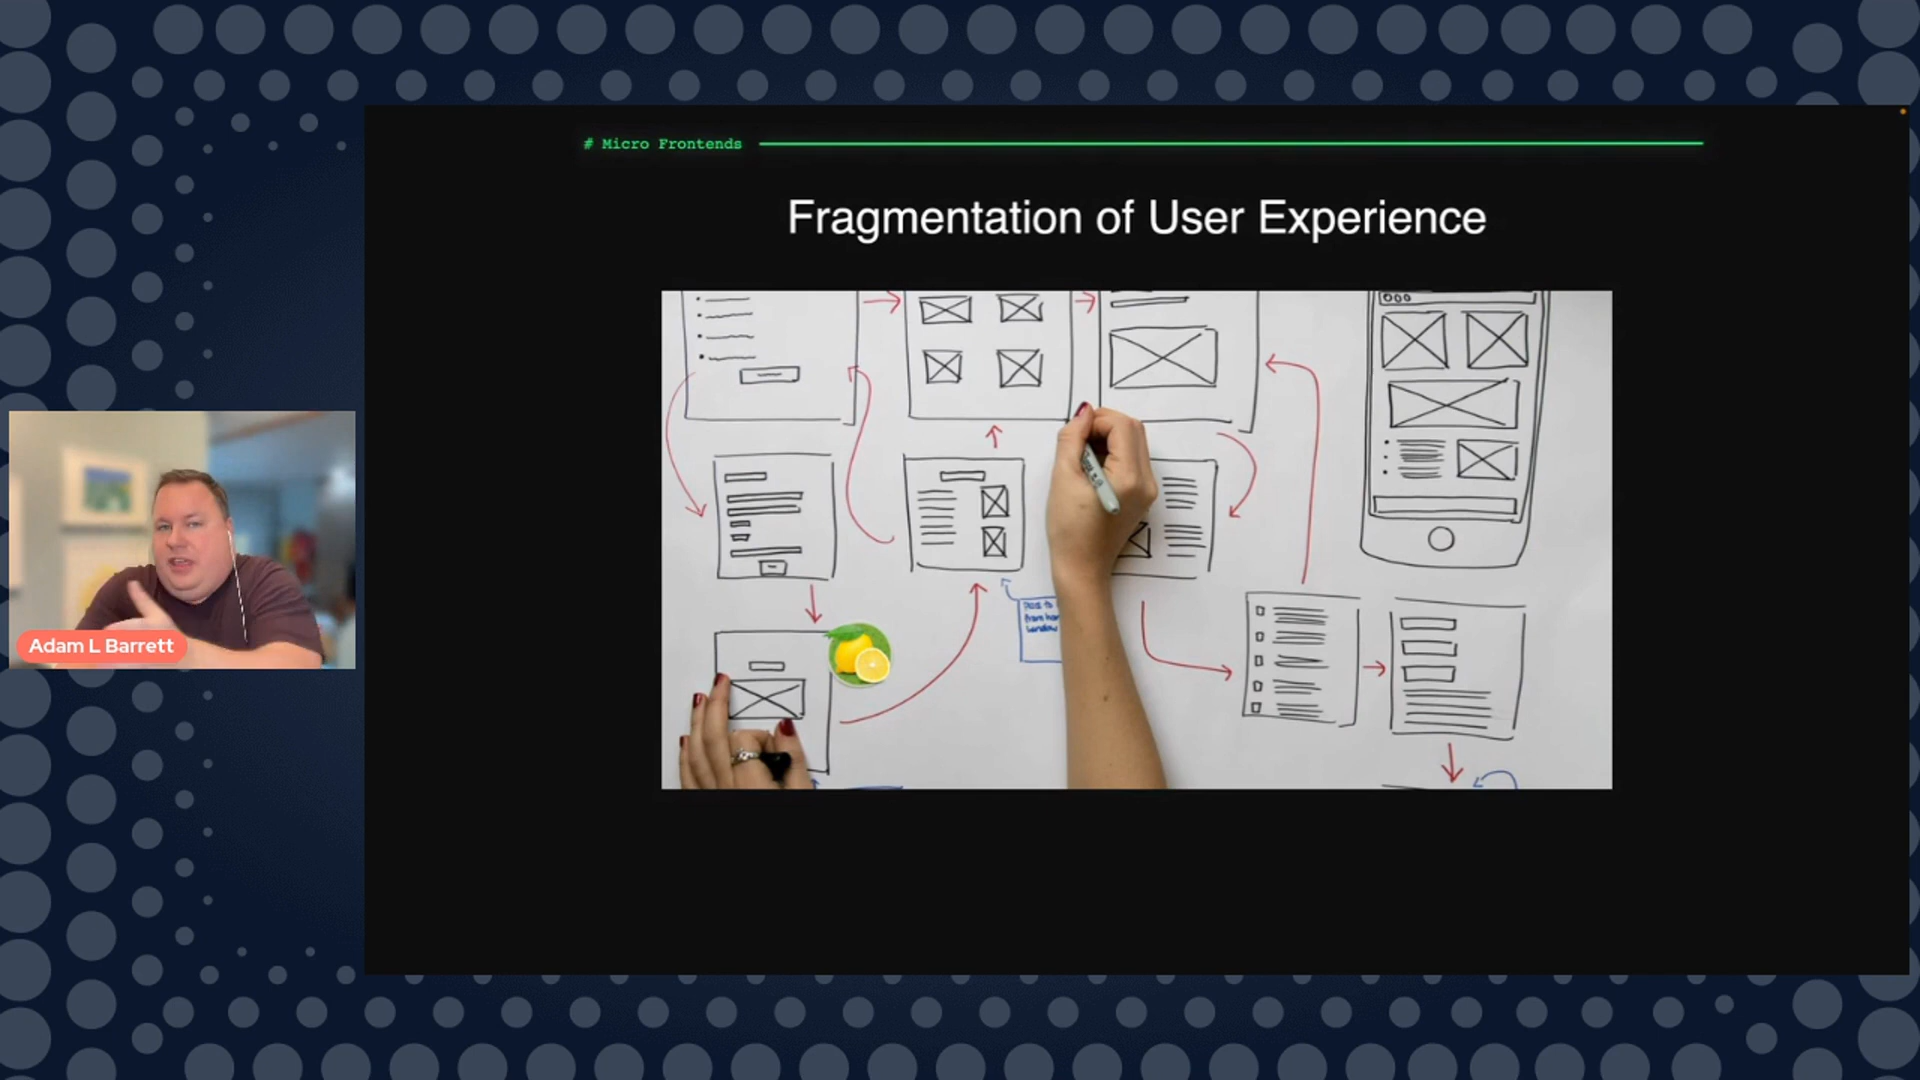 # Micro Frontends
Fragmentation of User Experience
Adam L Barrett